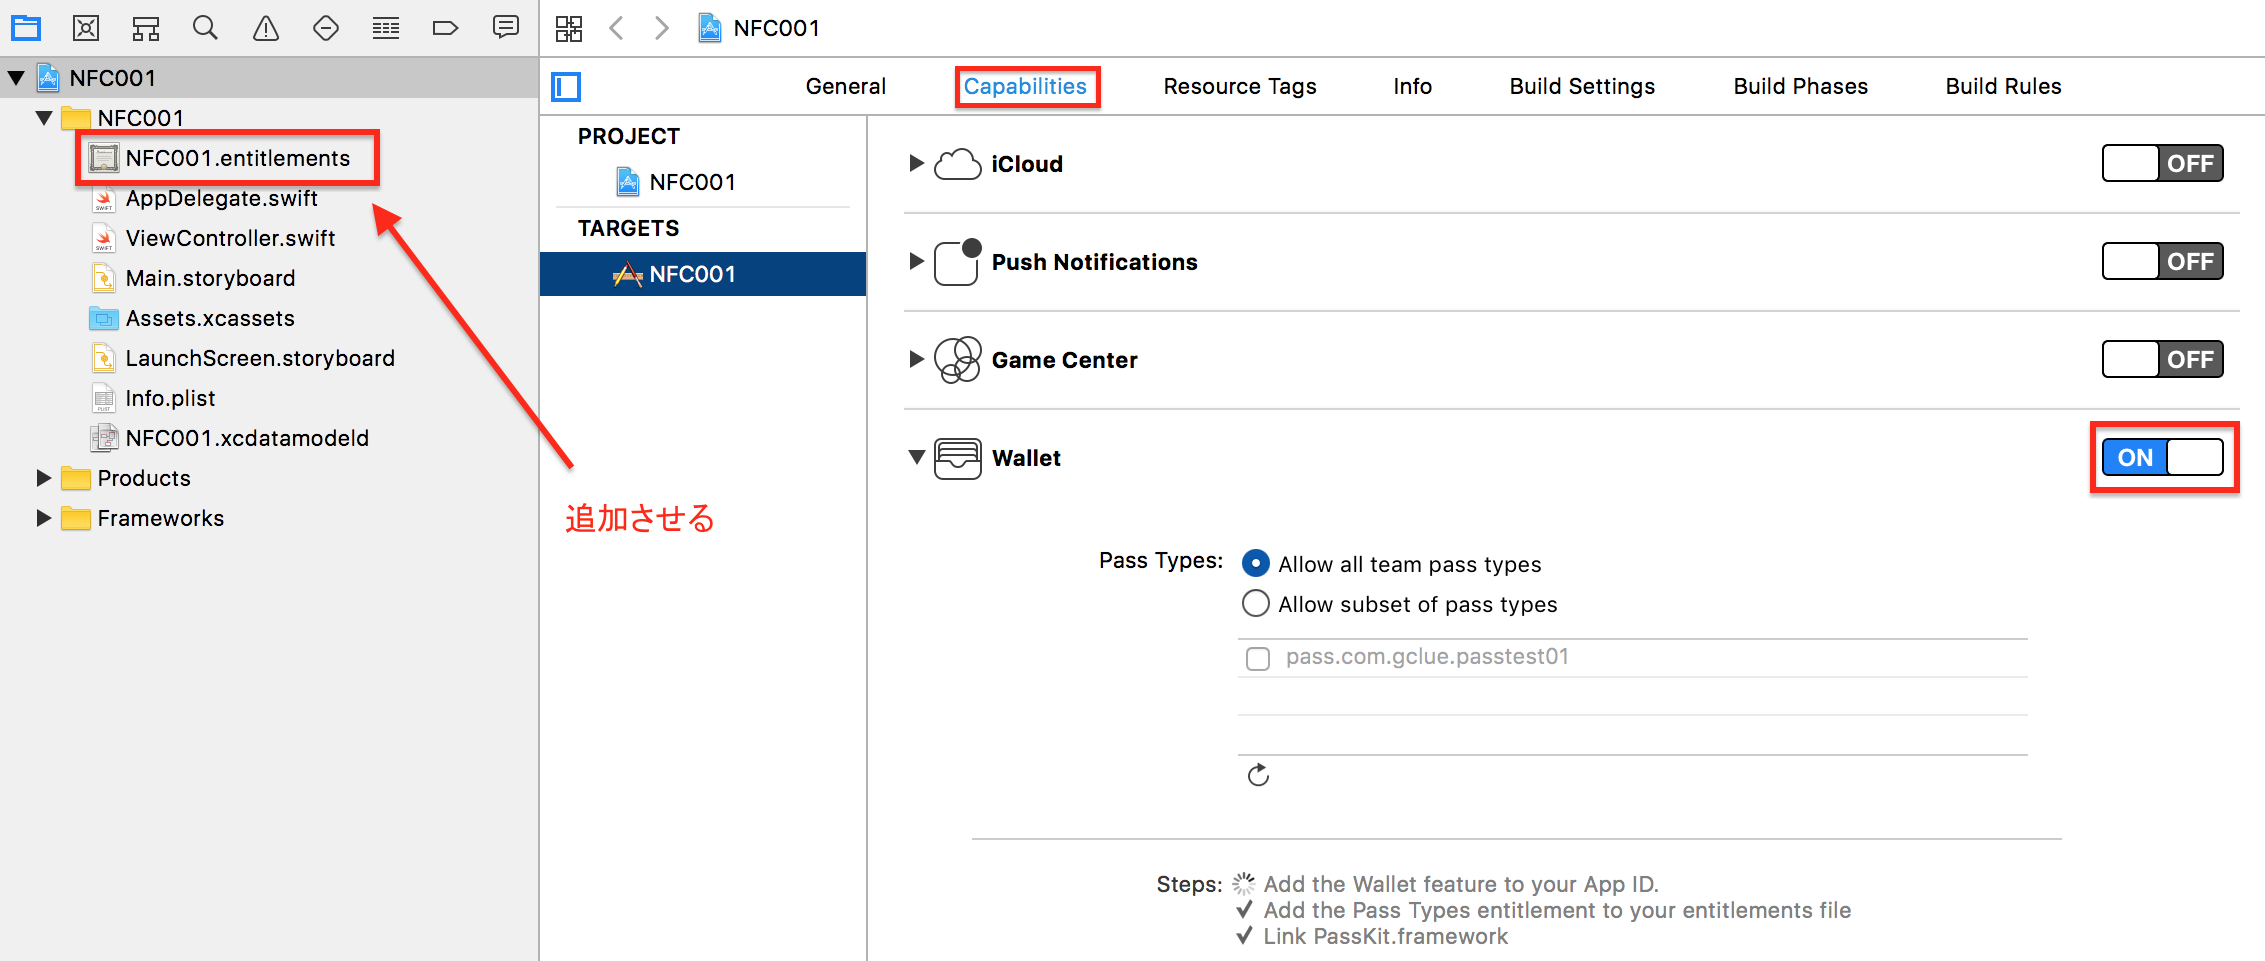 NFC001
NFC001
NFC001.entitlements
AppDelegate.swift
ViewController.swift
Main.storyboard
Assets.xcassets
LaunchScreen.storyboard
Info.plist
NFC001.xcdatamodeld
Products
Frameworks
追加させる
NFC001
General Capabilities Resource Tags Info Build Settings Build Phases Build Rules
PROJECT
NFC001
TARGETS
NFC001
iCloud OFF
Push Notifications OFF
Game Center OFF
Wallet ON
Pass Types: Allow all team pass types
Allow subset of pass types
pass.com.gclue.passtest01
Steps: Add the Wallet feature to your App ID.
Add the Pass Types entitlement to your entitlements file
Link PassKit.framework